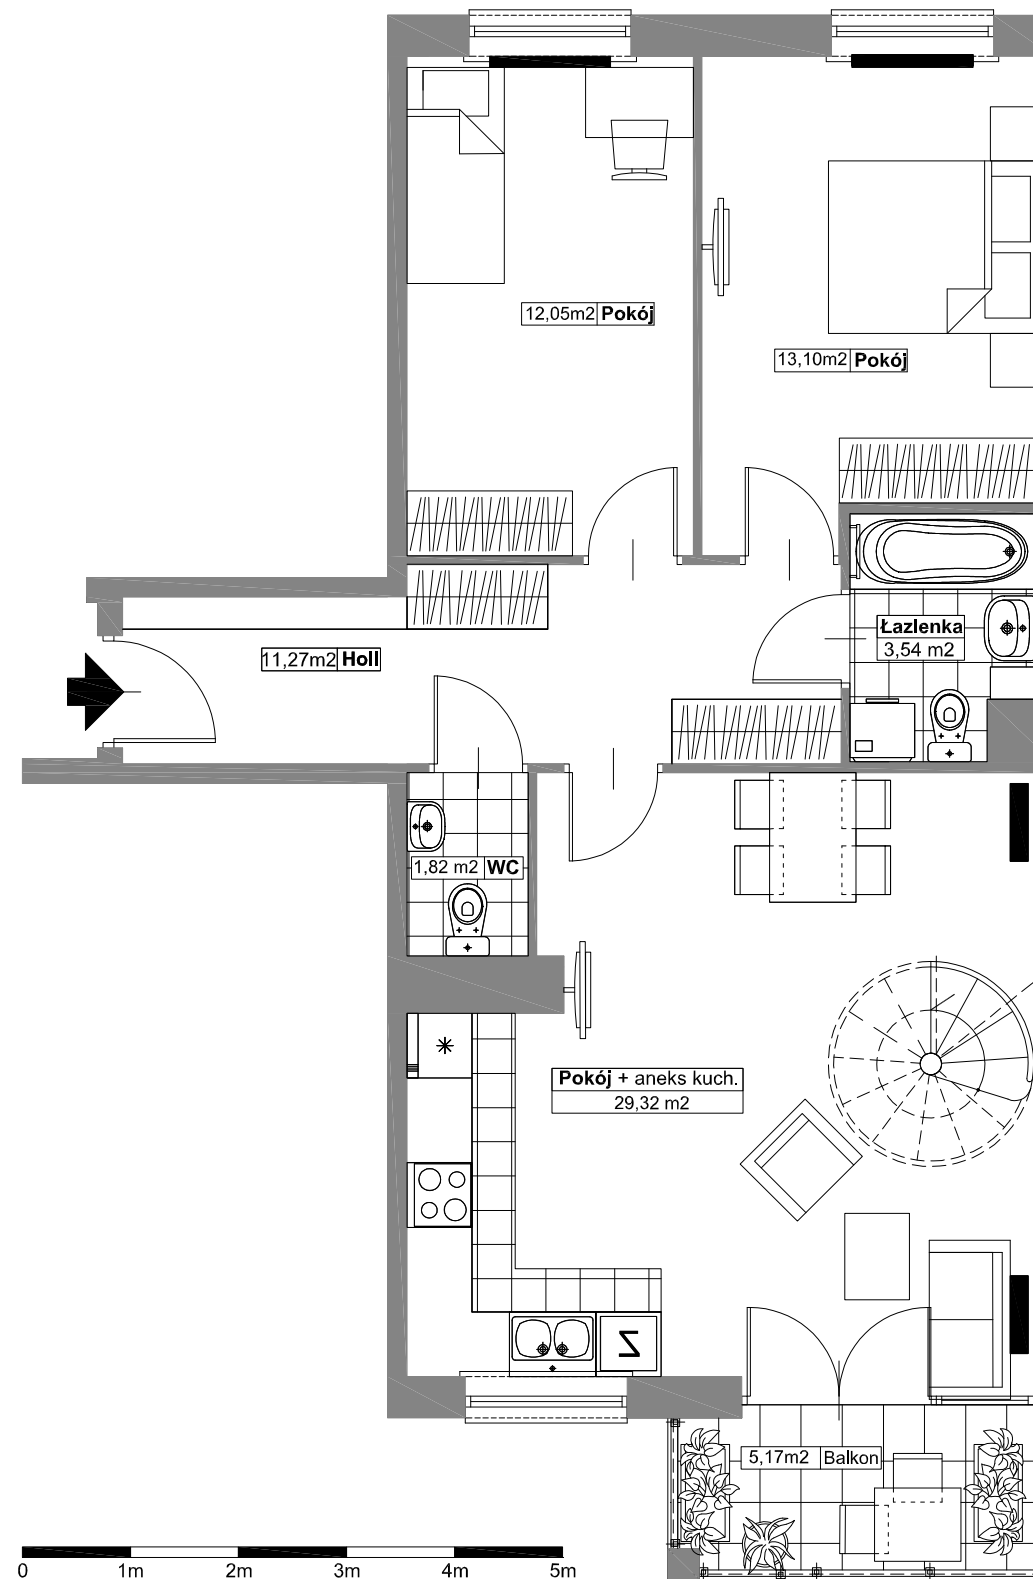 12,05m2 Pokój
13,10m2 Pokój
Łazlenka
3,54 m2
11,27m2 Holl
1,82 m2 WC
Pokój + aneks kuch.
29,32 m2
Z
5,17m2 Balkon
0 1m 2m 3m 4m 5m